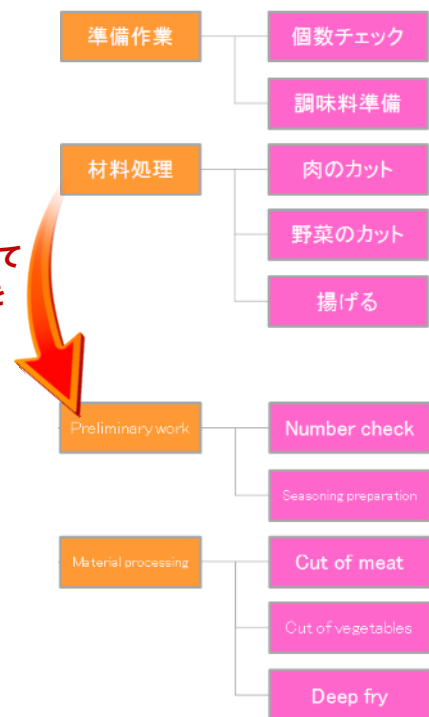 準備作業
個数チェック
調味料準備
材料処理
肉のカット
野菜のカット
揚げる
て
Preliminary work
Number check
Seasoning preparation
Material processing
Cut of meat
Cut of vegetables
Deep fry